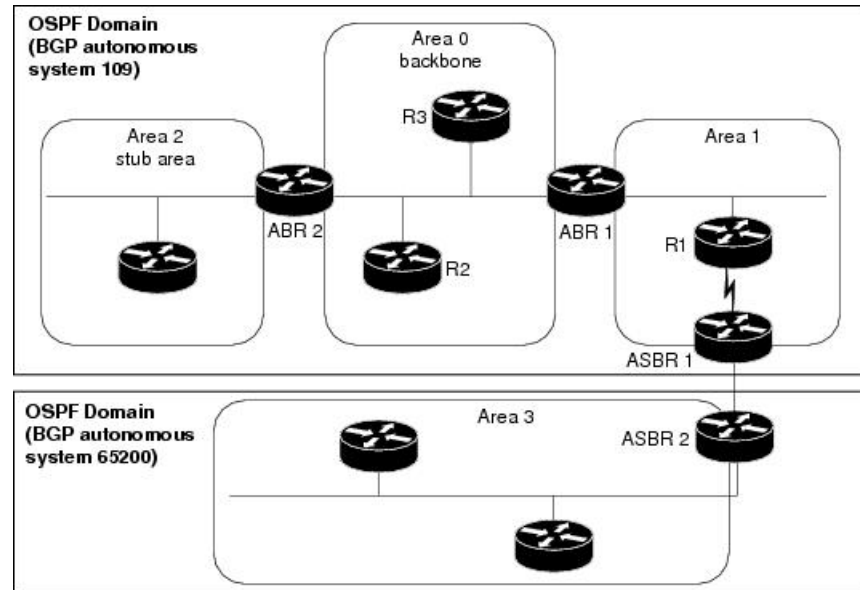 OSPF Domain
(BGP autonomous
system 109)
Area 0
backbone
R3
Area 2
stub area
Area 1
ABR 2
R2
ABR 1
R1
ASBR 1
OSPF Domain
(BGP autonomous
system 65200)
Area 3
ASBR 2